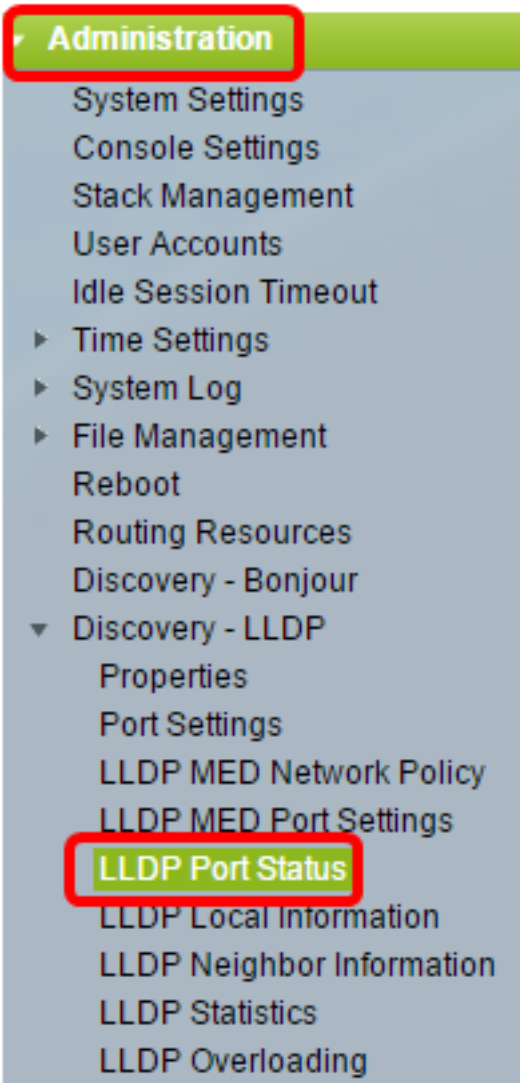 Administration
System Settings
Console Settings
Stack Management
User Accounts
Idle Session Timeout
Time Settings
System Log
File Management
Reboot
Routing Resources
Discovery - Bonjour
Discovery - LLDP
Properties
Port Settings
LLDP MED Network Policy
LLDP MED Port Settings
LLDP Port Status
LLDP Local Information
LLDP Neighbor Information
LLDP Statistics
LLDP Overloading